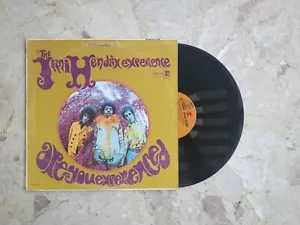 The
Jimi Hendrix experience
are you experienced